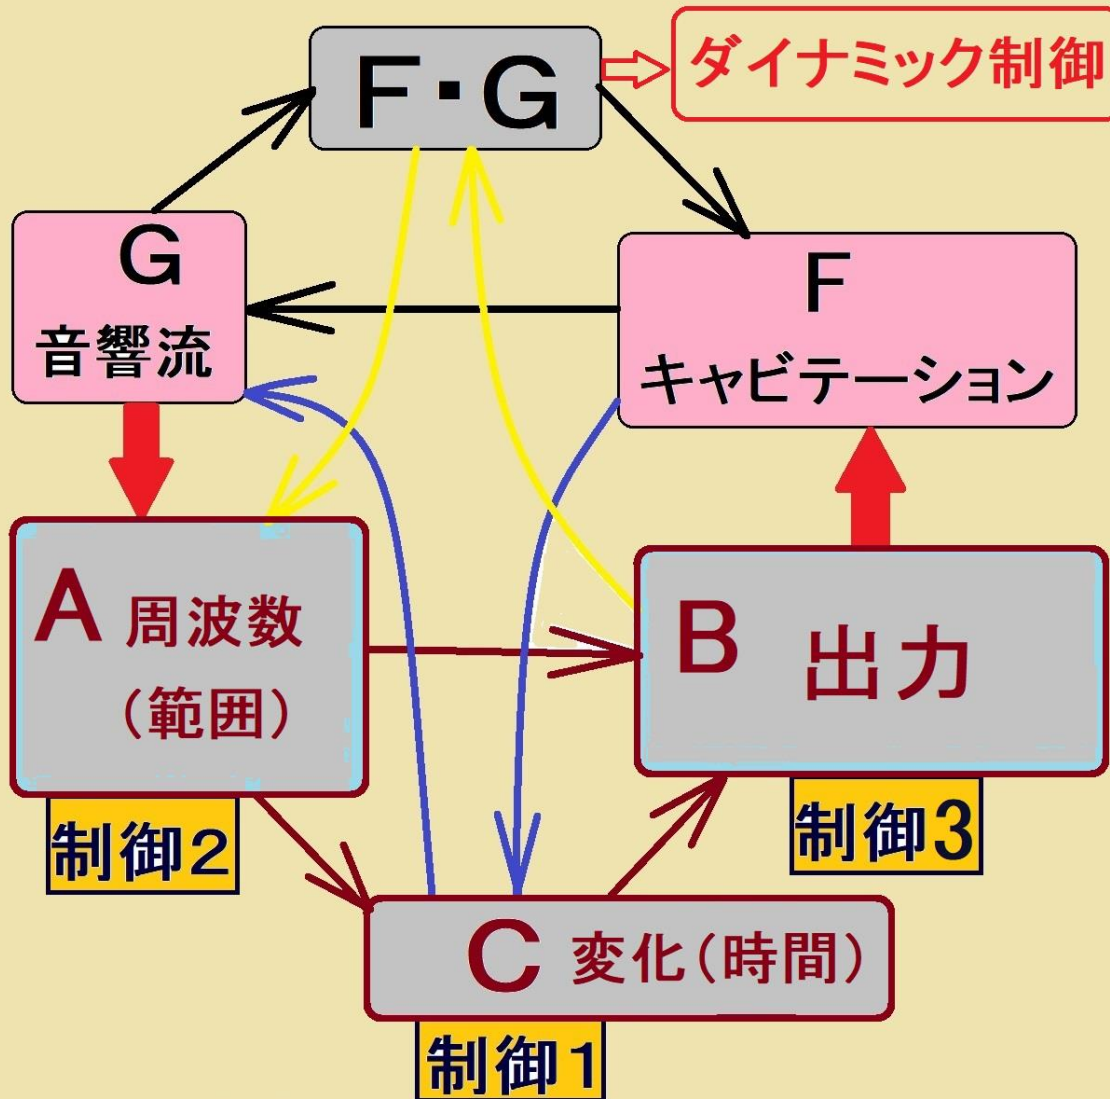 F・G
ダイナミック制御
G
音響流
F
キャビテーション
A 周波数
(範囲)
B 出力
制御2
制御3
C 変化(時間)
制御1